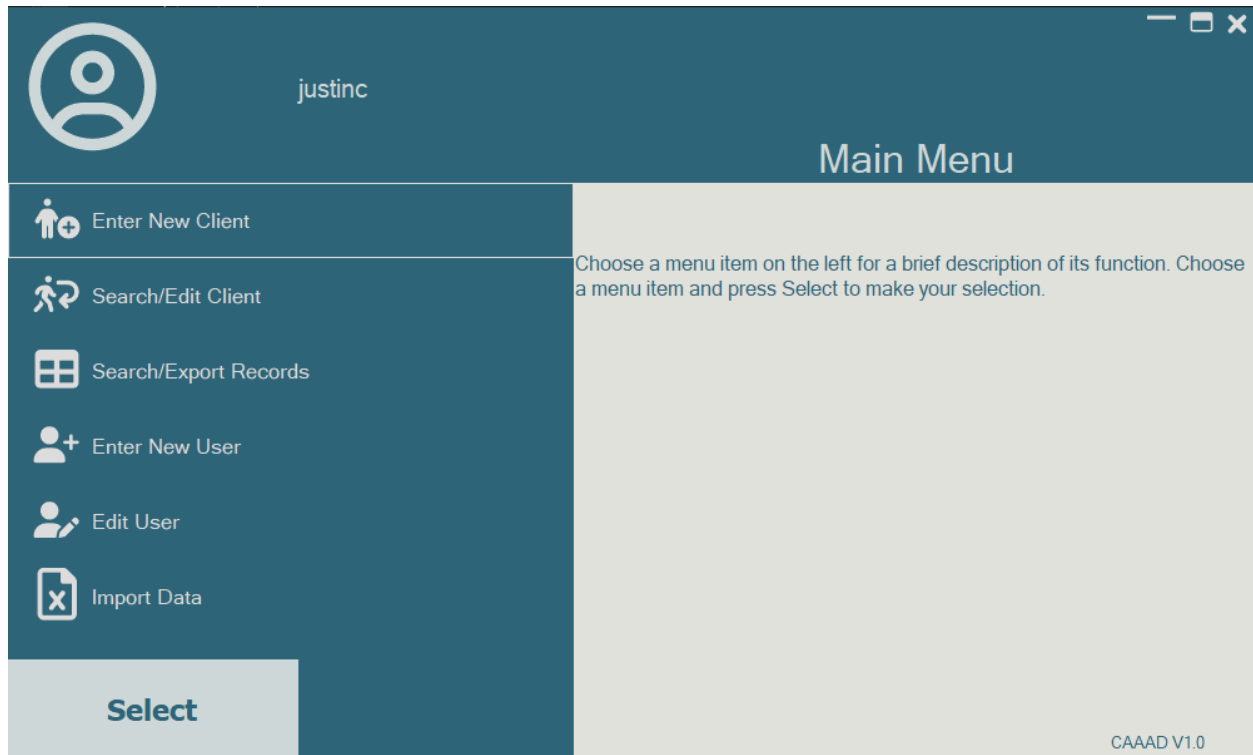 justinc
Main Menu
Enter New Client
Search/Edit Client
Search/Export Records
Enter New User
Edit User
Import Data
Select
Choose a menu item on the left for a brief description of its function. Choose
a menu item and press Select to make your selection.
CAAAD V1.0